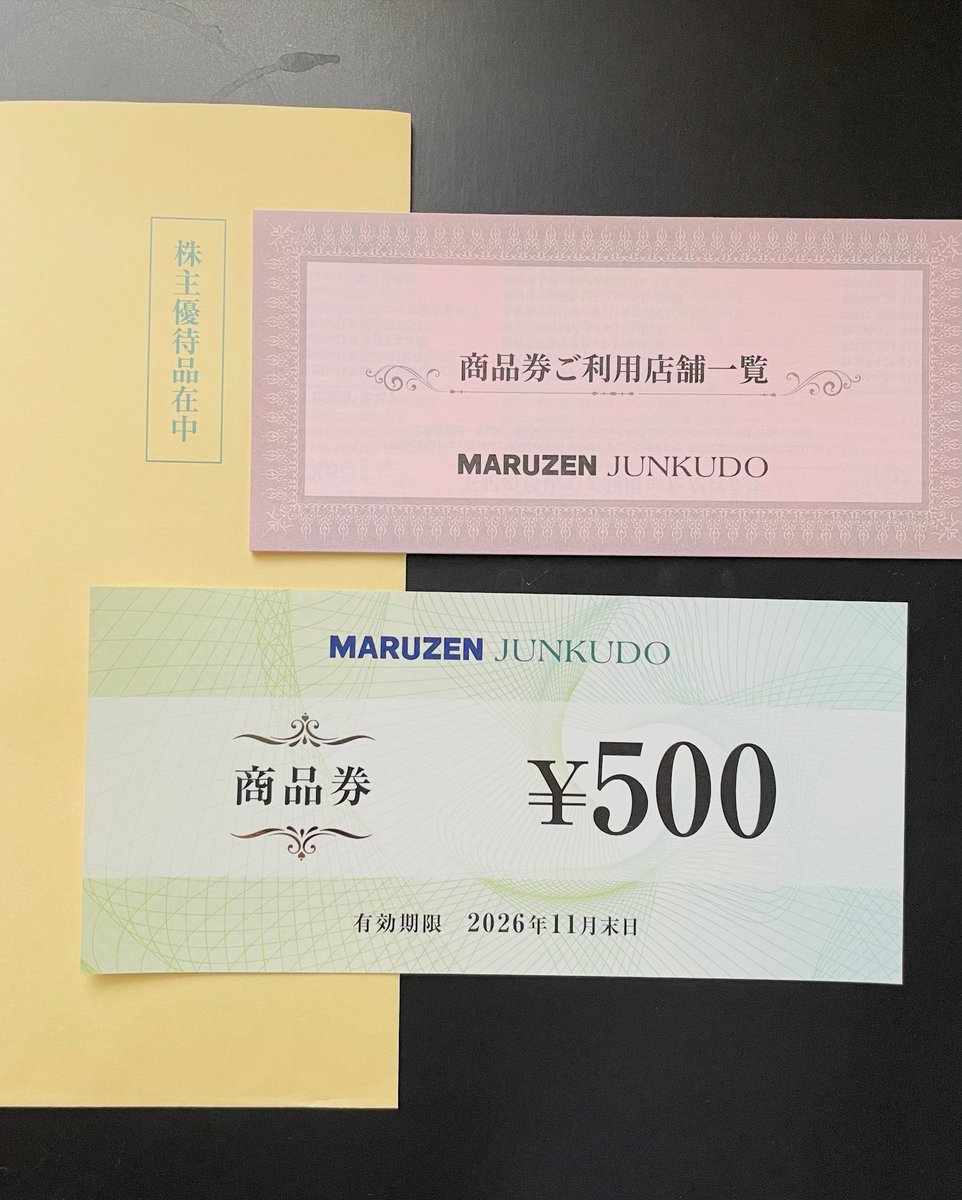 株主優待品在中
商品券ご利用店舗一覧
MARUZEN JUNKUDO
MARUZEN JUNKUDO
商品券
¥500
有効期限 2026年11月末日